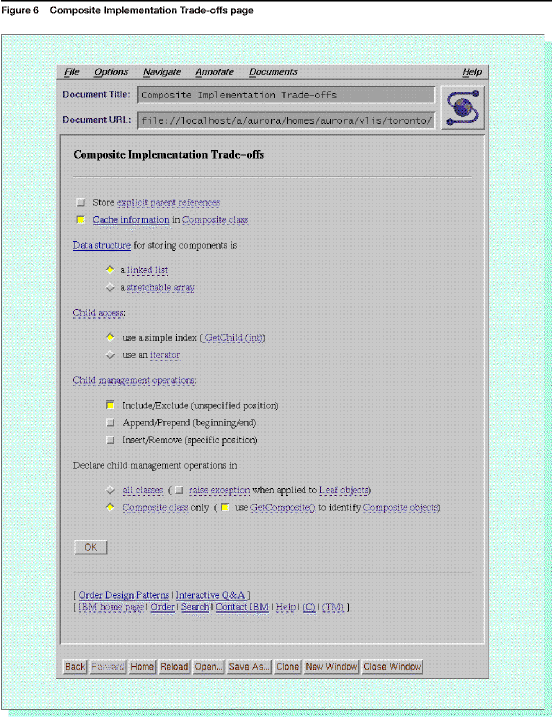 Figure 6 Composite Implementation Trade-offs page
File Options Navigate Annotate Documents Help
Document Title: Composite Implementation Trade-offs
Document URL: file://localhost/a/aurora/homes/aurora/vlis/toronto/
Composite Implementation Trade-offs
Store explicit parent references
Cache information in Composite class
Data structure for storing components is
a linked list
a stretchable array
Child access:
use a simple index ( GetChild (int))
use an iterator
Child management operations:
Include/Exclude (unspecified position)
Append/Prepend (beginning/end)
Insert/Remove (specific position)
Declare child management operations in
all classes ( raise exception when applied to Leaf objects)
Composite class only ( use GetComposite() to identify Composite objects)
OK
[ Order Design Patterns | Interactive Q&A ]
[ IBM home page | Order | Search | Contact IBM | Help | (C) | (TM) ]
Back Forward Home Reload Open... Save As... Clone New Window Close Window